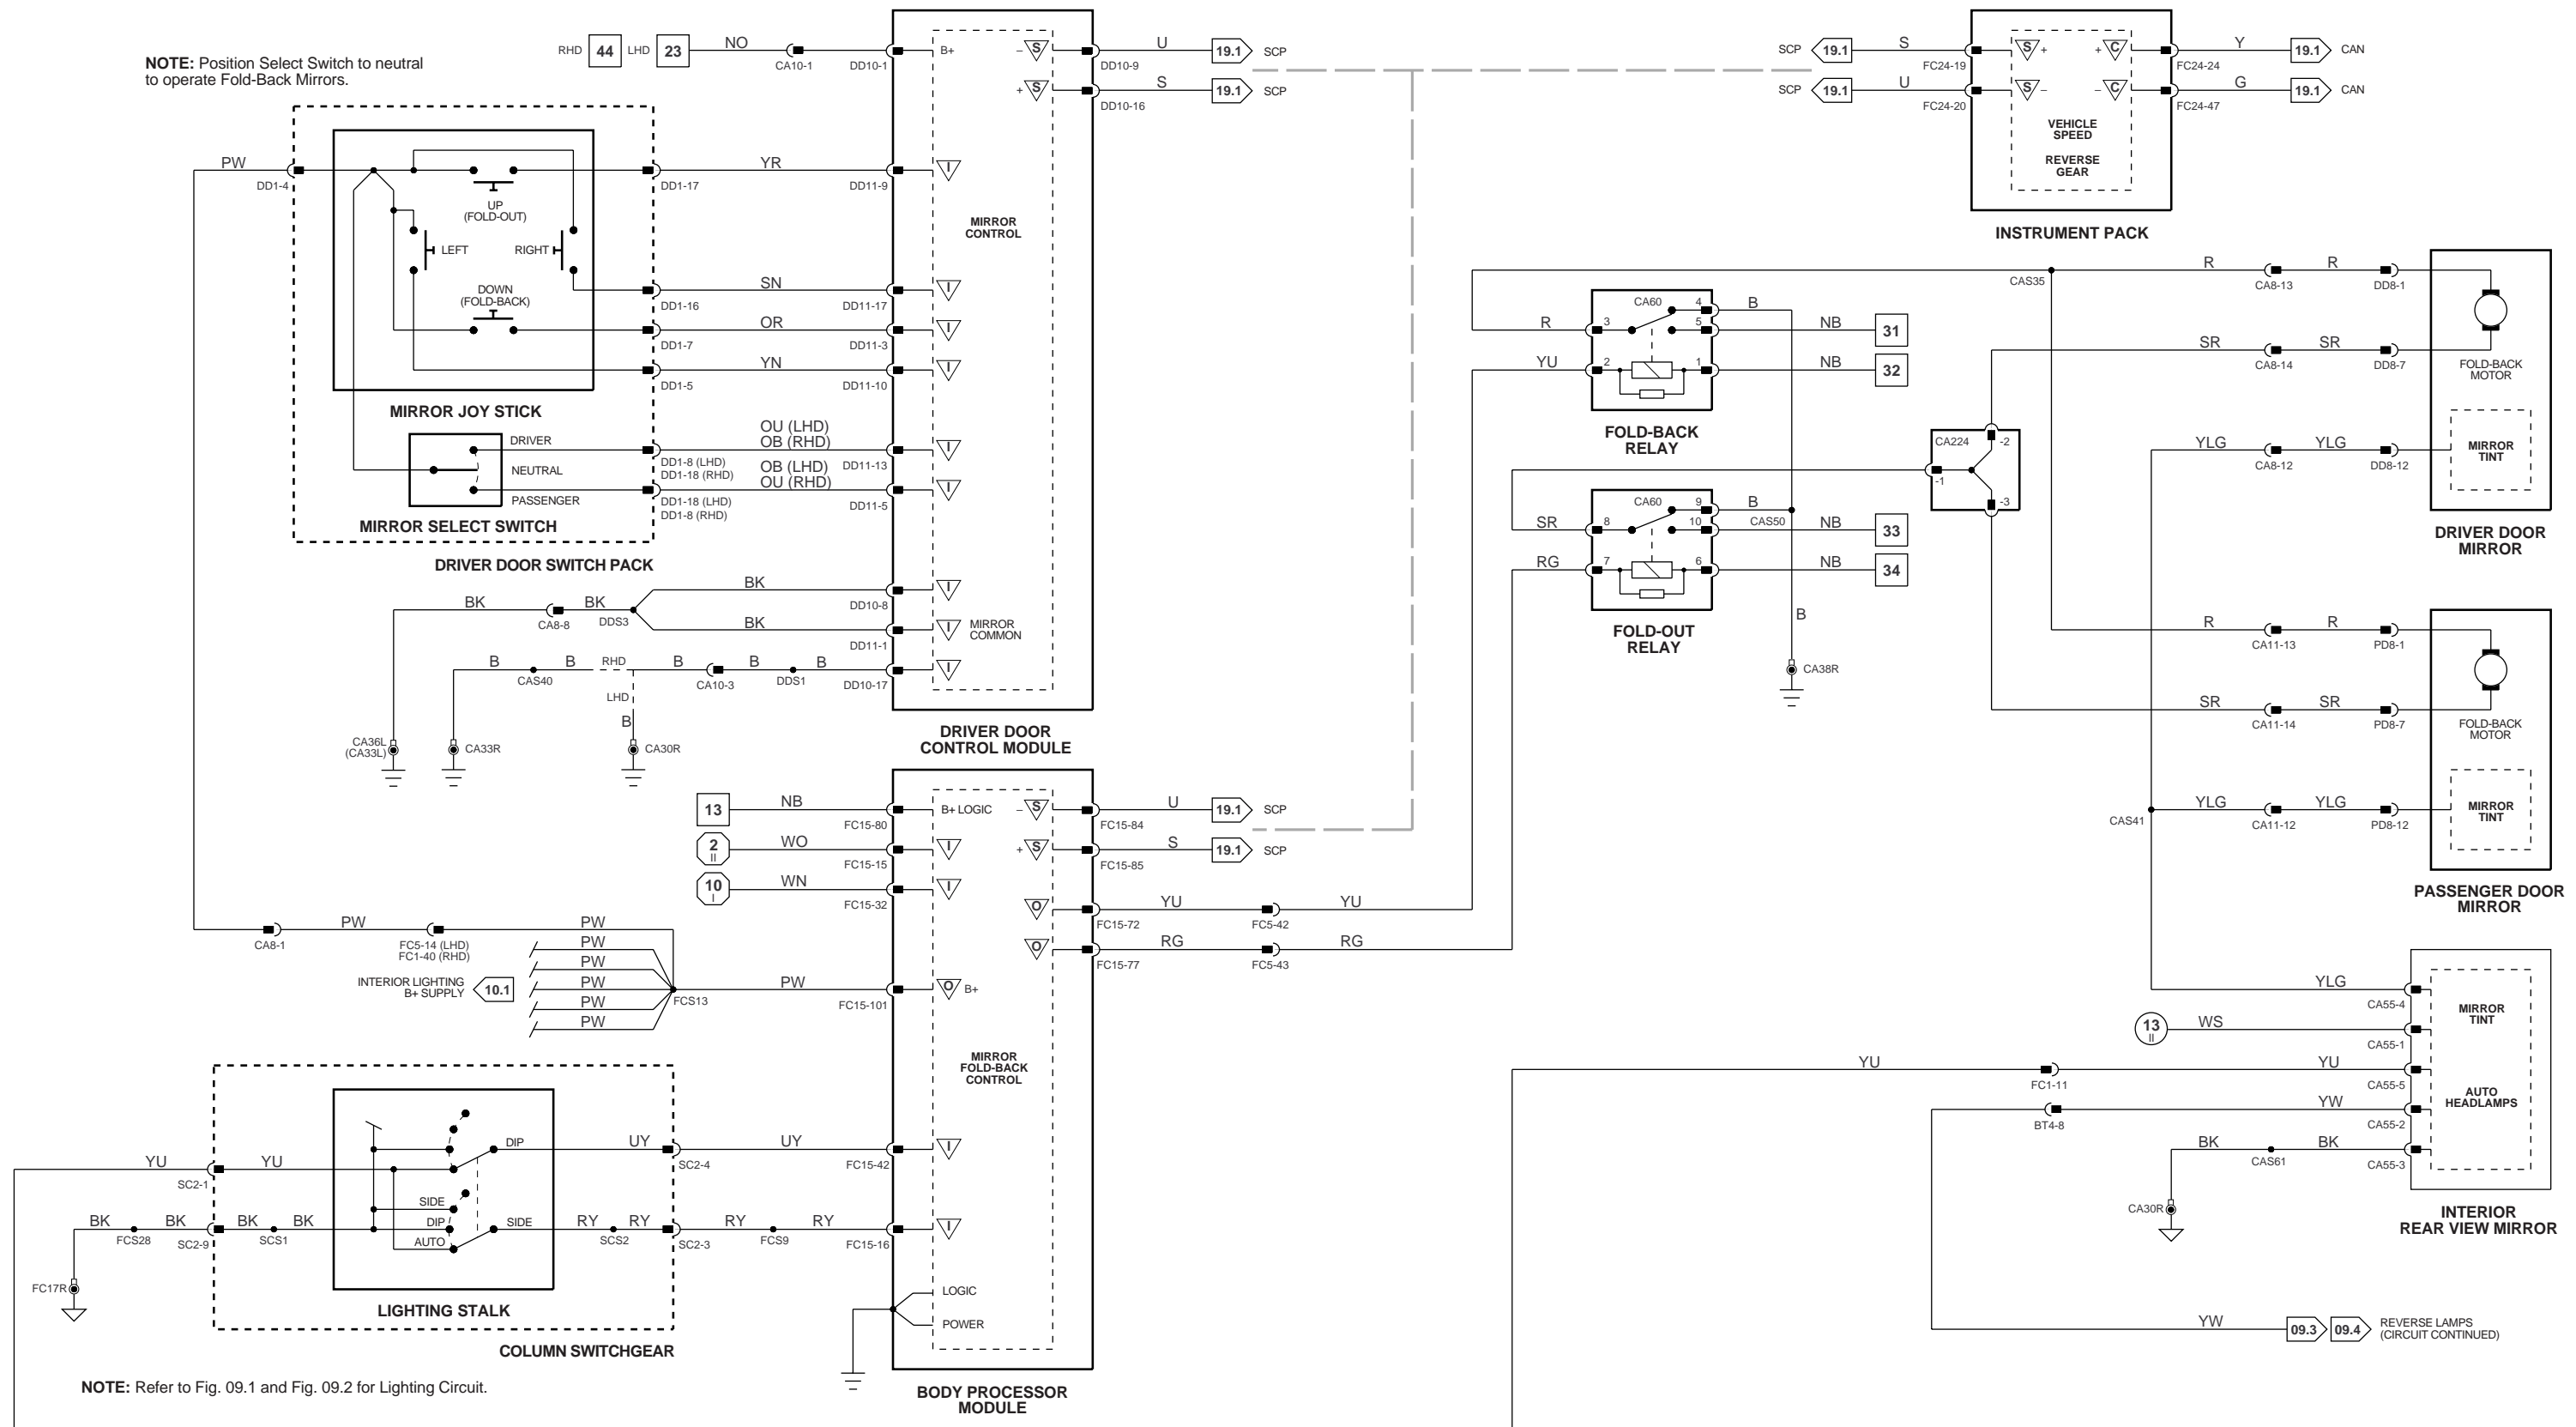 NOTE: Position Select Switch to neutral
to operate Fold-Back Mirrors.
RHD 44 LHD 23 NO
CA10-1
DD10-1
B+
– S
DD10-9
U
19.1 SCP
+ S
DD10-16
S
19.1 SCP
PW
DD1-4
UP
(FOLD-OUT)
LEFT
RIGHT
DOWN
(FOLD-BACK)
MIRROR JOY STICK
DD1-17
YR
DD11-9
I
DD1-16
SN
DD11-17
I
DD1-7
OR
DD11-3
I
DD1-5
YN
DD11-10
I
MIRROR
CONTROL
DRIVER
NEUTRAL
PASSENGER
MIRROR SELECT SWITCH
DRIVER DOOR SWITCH PACK
OU (LHD)
OB (RHD)
DD1-8 (LHD)
DD1-18 (RHD)
DD11-13
I
OB (LHD)
OU (RHD)
DD1-18 (LHD)
DD1-8 (RHD)
DD11-5
I
BK
DD10-8
I
BK
CA8-8
BK
DDS3
BK
DD11-1
I
MIRROR
COMMON
B
CAS40
B
RHD
LHD
B
B
CA10-3
B
DDS1
B
DD10-17
I
CA36L
(CA33L)
CA33R
CA30R
DRIVER DOOR
CONTROL MODULE
SCP 19.1 S
FC24-19
S +
+ C
FC24-24
Y
19.1 CAN
SCP 19.1 U
FC24-20
S –
– C
FC24-47
G
19.1 CAN
VEHICLE
SPEED
REVERSE
GEAR
INSTRUMENT PACK
R
3
CA60
4
B
5
NB
31
YU
2
1
NB
32
FOLD-BACK
RELAY
SR
8
CA60
9
B
CAS50
10
NB
33
RG
7
6
NB
34
FOLD-OUT
RELAY
B
CA38R
CAS35
R
CA8-13
R
DD8-1
SR
CA8-14
SR
DD8-7
FOLD-BACK
MOTOR
YLG
CA8-12
YLG
DD8-12
MIRROR
TINT
DRIVER DOOR
MIRROR
CA224
-2
-1
-3
R
CA11-13
R
PD8-1
SR
CA11-14
SR
PD8-7
FOLD-BACK
MOTOR
CAS41
YLG
CA11-12
YLG
PD8-12
MIRROR
TINT
PASSENGER DOOR
MIRROR
13
NB
FC15-80
B+ LOGIC
– S
FC15-84
U
19.1 SCP
2
II
WO
FC15-15
I
+ S
FC15-85
S
19.1 SCP
10
I
WN
FC15-32
I
O
FC15-72
YU
FC5-42
YU
O
FC15-77
RG
FC5-43
RG
CA8-1
PW
FC5-14 (LHD)
FC1-40 (RHD)
PW
PW
PW
INTERIOR LIGHTING
B+ SUPPLY
10.1
PW
PW
PW
FCS13
PW
FC15-101
O B+
MIRROR
FOLD-BACK
CONTROL
YU
SC2-1
YU
DIP
UY
SC2-4
UY
FC15-42
I
BK
FCS28
BK
SC2-9
BK
SCS1
BK
SIDE
DIP
AUTO
SIDE
RY
SCS2
RY
SC2-3
RY
FCS9
RY
FC15-16
I
FC17R
LIGHTING STALK
COLUMN SWITCHGEAR
LOGIC
POWER
BODY PROCESSOR
MODULE
NOTE: Refer to Fig. 09.1 and Fig. 09.2 for Lighting Circuit.
YLG
CA55-4
MIRROR
TINT
13
II
WS
CA55-1
YU
FC1-11
YU
CA55-5
AUTO
HEADLAMPS
BT4-8
YW
CA55-2
BK
CAS61
BK
CA55-3
CA30R
INTERIOR
REAR VIEW MIRROR
YW
09.3 09.4
REVERSE LAMPS
(CIRCUIT CONTINUED)